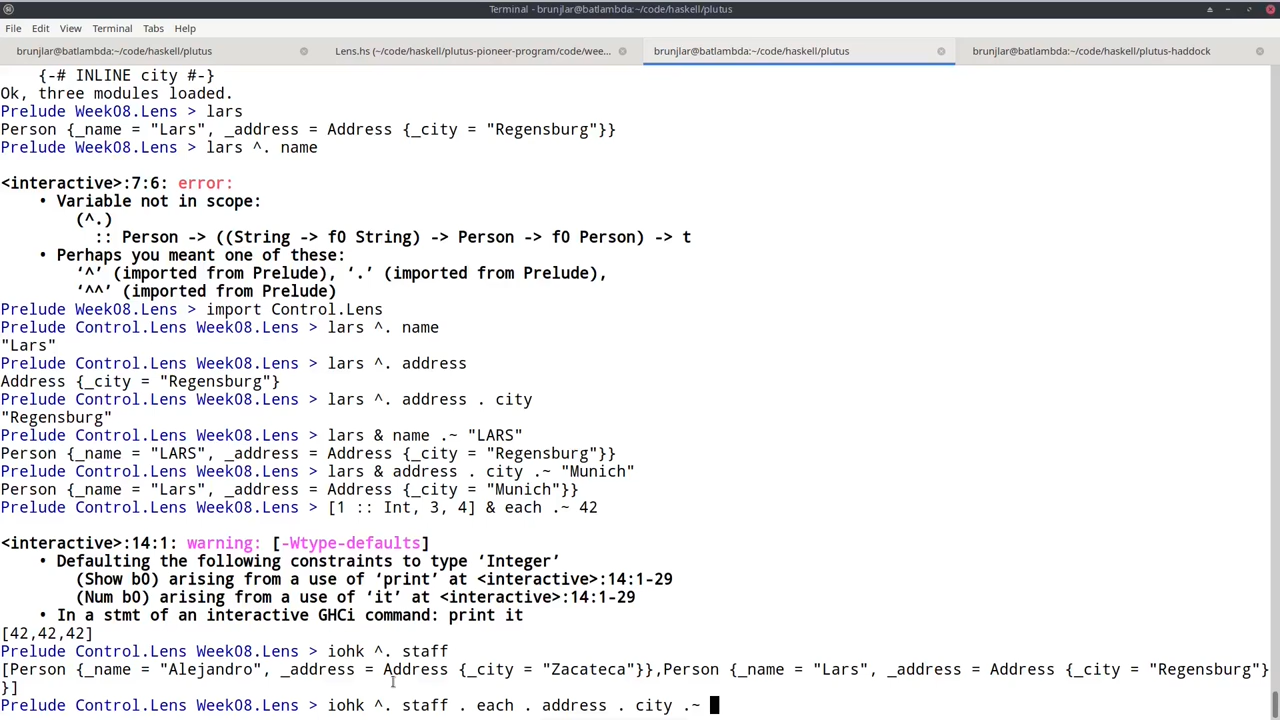 Terminal - brunjlar@batlambda:~/code/haskell/plutus
File Edit View Terminal Tabs Help
brunjlar@batlambda:~/code/haskell/plutus Lens.hs (~/code/haskell/plutus-pioneer-program/code/wee... brunjlar@batlambda:~/code/haskell/plutus brunjlar@batlambda:~/code/haskell/plutus-haddock
{-# INLINE city #-}
Ok, three modules loaded.
Prelude Week08.Lens > lars
Person {_name = "Lars", _address = Address {_city = "Regensburg"}}
Prelude Week08.Lens > lars ^. name
<interactive>:7:6: error:
• Variable not in scope:
(^.)
:: Person -> ((String -> f0 String) -> Person -> f0 Person) -> t
• Perhaps you meant one of these:
‘^’ (imported from Prelude), ‘.’ (imported from Prelude),
‘^^’ (imported from Prelude)
Prelude Week08.Lens > import Control.Lens
Prelude Control.Lens Week08.Lens > lars ^. name
"Lars"
Prelude Control.Lens Week08.Lens > lars ^. address
Address {_city = "Regensburg"}
Prelude Control.Lens Week08.Lens > lars ^. address . city
"Regensburg"
Prelude Control.Lens Week08.Lens > lars & name .~ "LARS"
Person {_name = "LARS", _address = Address {_city = "Regensburg"}}
Prelude Control.Lens Week08.Lens > lars & address . city .~ "Munich"
Person {_name = "Lars", _address = Address {_city = "Munich"}}
Prelude Control.Lens Week08.Lens > [1 :: Int, 3, 4] & each .~ 42
<interactive>:14:1: warning: [-Wtype-defaults]
• Defaulting the following constraints to type ‘Integer’
(Show b0) arising from a use of ‘print’ at <interactive>:14:1-29
(Num b0) arising from a use of ‘it’ at <interactive>:14:1-29
• In a stmt of an interactive GHCi command: print it
[42,42,42]
Prelude Control.Lens Week08.Lens > iohk ^. staff
[Person {_name = "Alejandro", _address = Address {_city = "Zacateca"}},Person {_name = "Lars", _address = Address {_city = "Regensburg"}
}]
Prelude Control.Lens Week08.Lens > iohk ^. staff . each . address . city .~